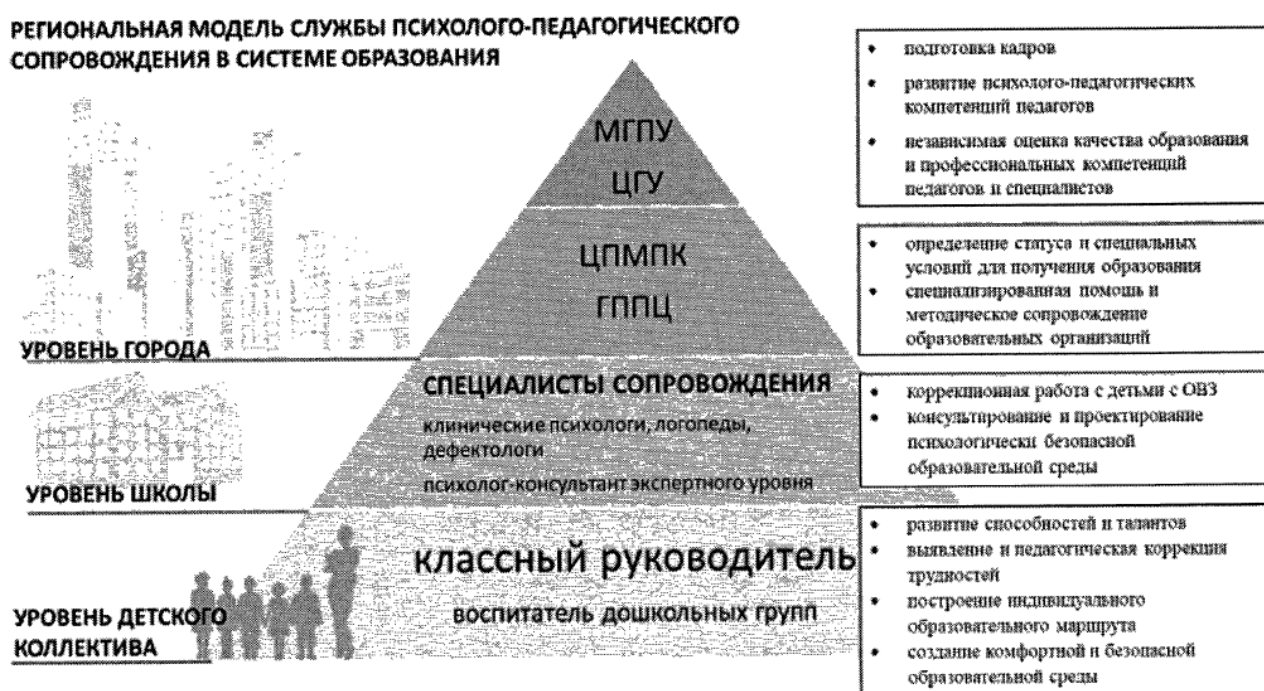 РЕГИОНАЛЬНАЯ МОДЕЛЬ СЛУЖБЫ ПСИХОЛОГО-ПЕДАГОГИЧЕСКОГО
СОПРОВОЖДЕНИЯ В СИСТЕМЕ ОБРАЗОВАНИЯ
МГПУ
ЦГУ
• подготовка кадров
• развитие психолого-педагогических
компетенций педагогов
• независимая оценка качества образования
и профессиональных компетенций
педагогов и специалистов
ЦПМПК
ГППЦ
• определение статуса и специальных
условий для получения образования
• специализированная помощь и
методическое сопровождение
образовательных организаций
УРОВЕНЬ ГОРОДА
СПЕЦИАЛИСТЫ СОПРОВОЖДЕНИЯ
клинические психологи, логопеды,
дефектологи
психолог-консультант экспертного уровня
• коррекционная работа с детьми с ОВЗ
• консультирование и проектирование
психологически безопасной
образовательной среды
УРОВЕНЬ ШКОЛЫ
классный руководитель
воспитатель дошкольных групп
• развитие способностей и талантов
• выявление и педагогическая коррекция
трудностей
• построение индивидуального
образовательного маршрута
• создание комфортной и безопасной
образовательной среды
УРОВЕНЬ ДЕТСКОГО
КОЛЛЕКТИВА